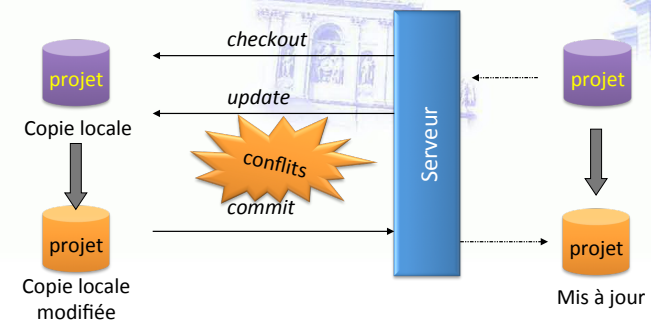 checkout
projet
projet
Copie locale
update
Serveur
conflits
commit
projet
projet
Copie locale
modifiée
Mis à jour